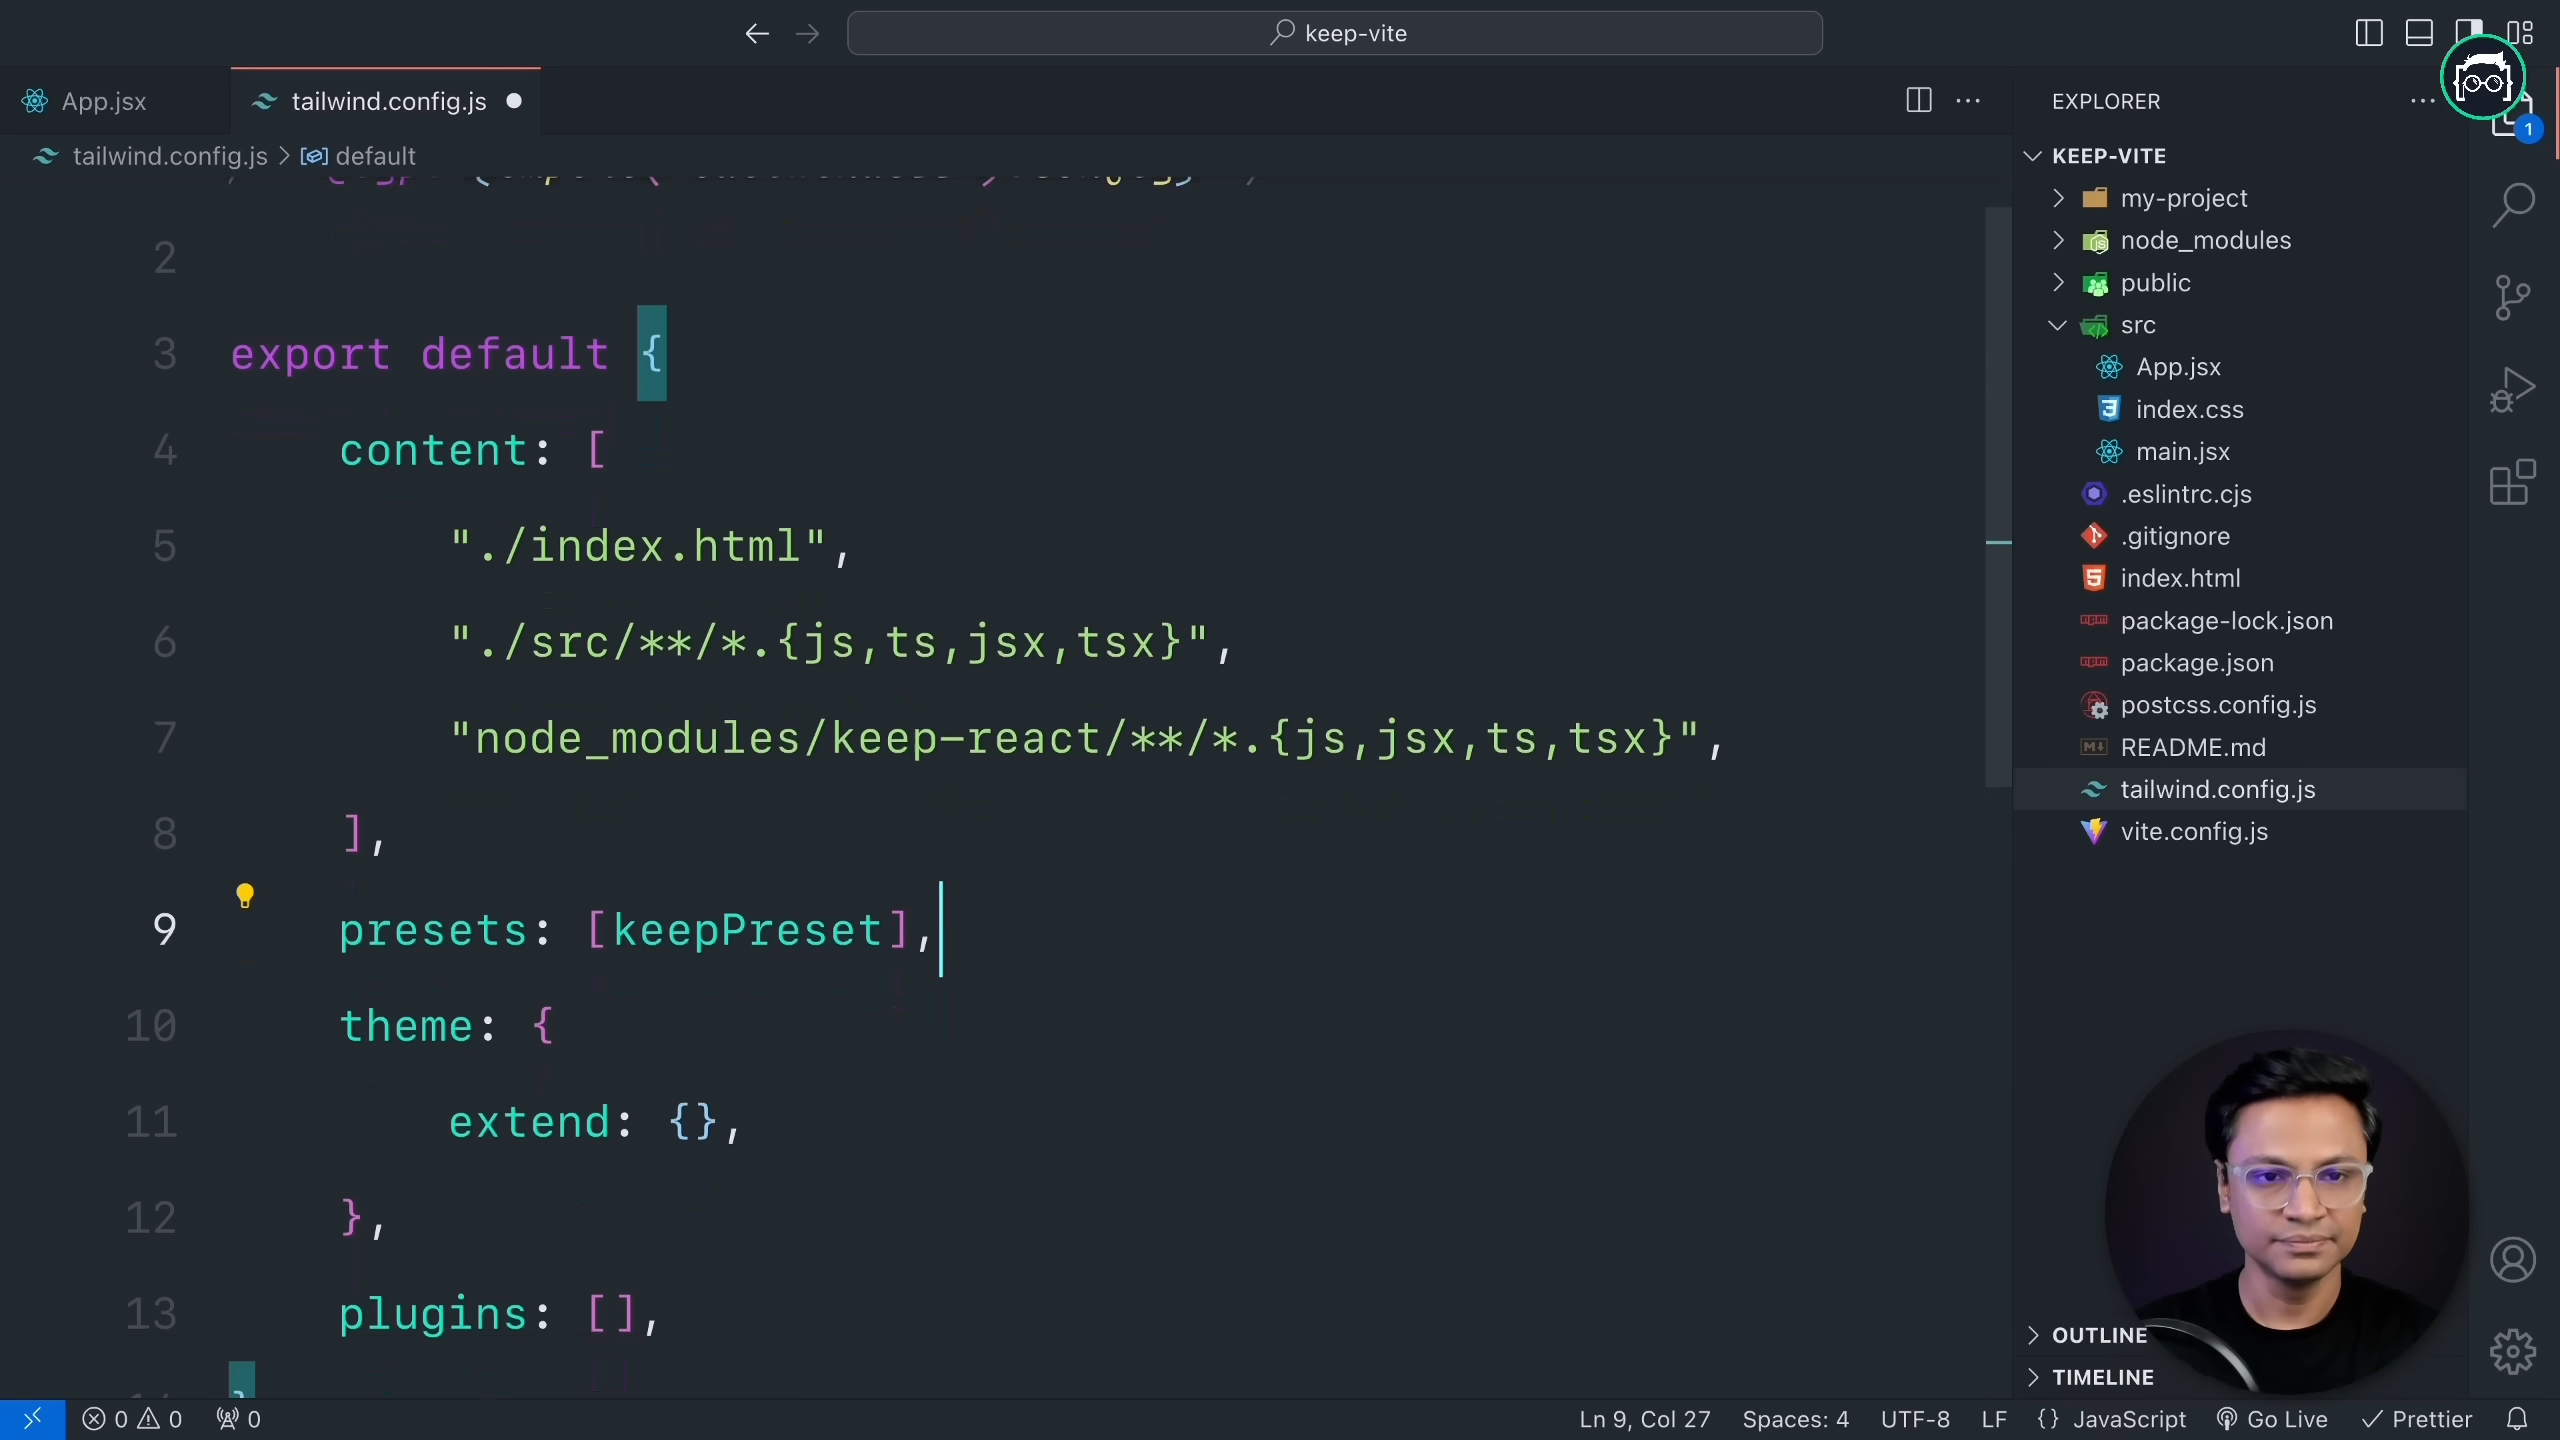 keep-vite
App.jsx
tailwind.config.js
EXPLORER
1
tailwind.config.js > default
KEEP-VITE
my-project
node_modules
public
src
App.jsx
index.css
main.jsx
.eslintrc.cjs
.gitignore
index.html
package-lock.json
package.json
postcss.config.js
README.md
tailwind.config.js
vite.config.js
2
3 export default {
4 content: [
5 "./index.html",
6 "./src/**/*.{js,ts,jsx,tsx}",
7 "node_modules/keep-react/**/*.{js,jsx,ts,tsx}",
8 ],
9 presets: [keepPreset],
10 theme: {
11 extend: {},
12 },
13 plugins: [],
OUTLINE
TIMELINE
0 0 0
Ln 9, Col 27 Spaces: 4 UTF-8 LF {} JavaScript Go Live Prettier